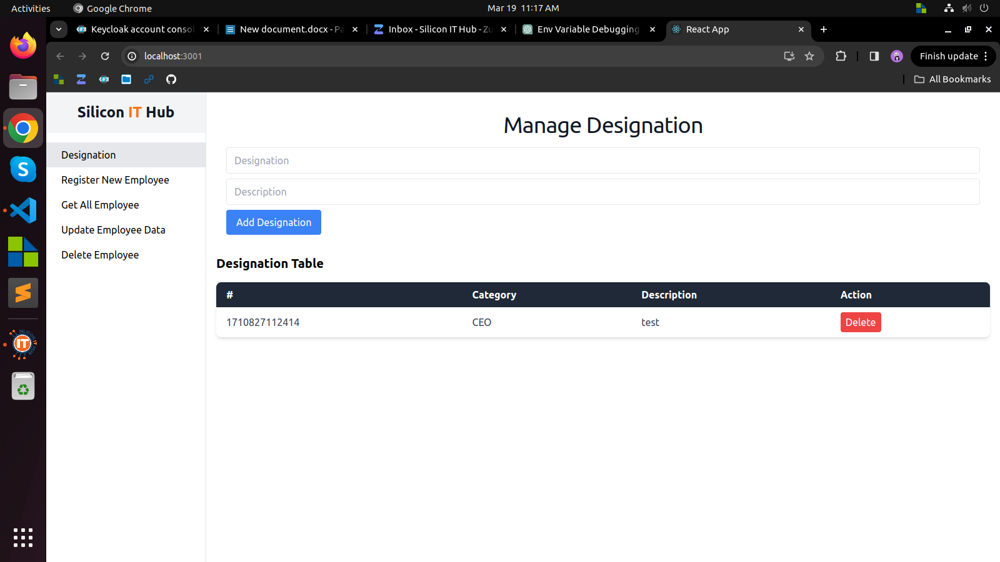 Activities
Google Chrome
Mar 19 11:17 AM
Keycloak account consol
New document.docx - Pa
Inbox - Silicon IT Hub - Zu
Env Variable Debugging
React App
localhost:3001
Finish update
All Bookmarks
Silicon IT Hub
Designation
Register New Employee
Get All Employee
Update Employee Data
Delete Employee
Manage Designation
Designation
Description
Add Designation
Designation Table
# Category Description Action
1710827112414 CEO test Delete
IT